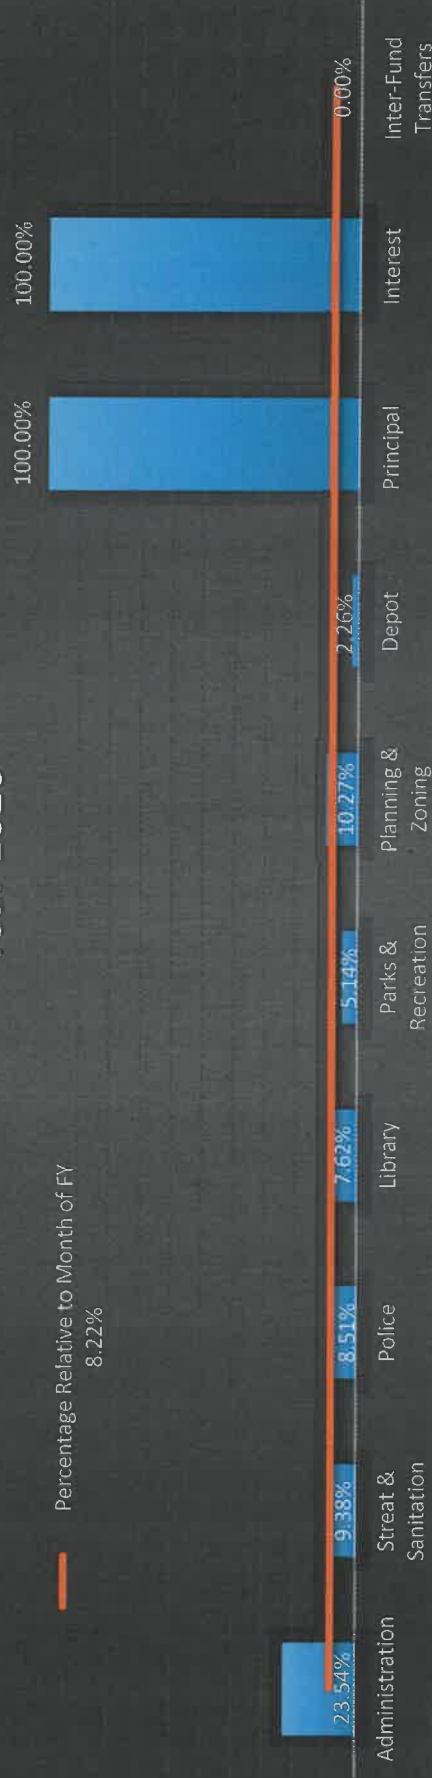 Percentage Relative to Month of FY
8.22%
23.54%
9.38%
8.51%
7.62%
5.14%
10.27%
2.26%
100.00%
100.00%
0.00%
Administration
Streat &
Sanitation
Police
Library
Parks &
Recreation
Planning &
Zoning
Depot
Principal
Interest
Inter-Fund
Transfers